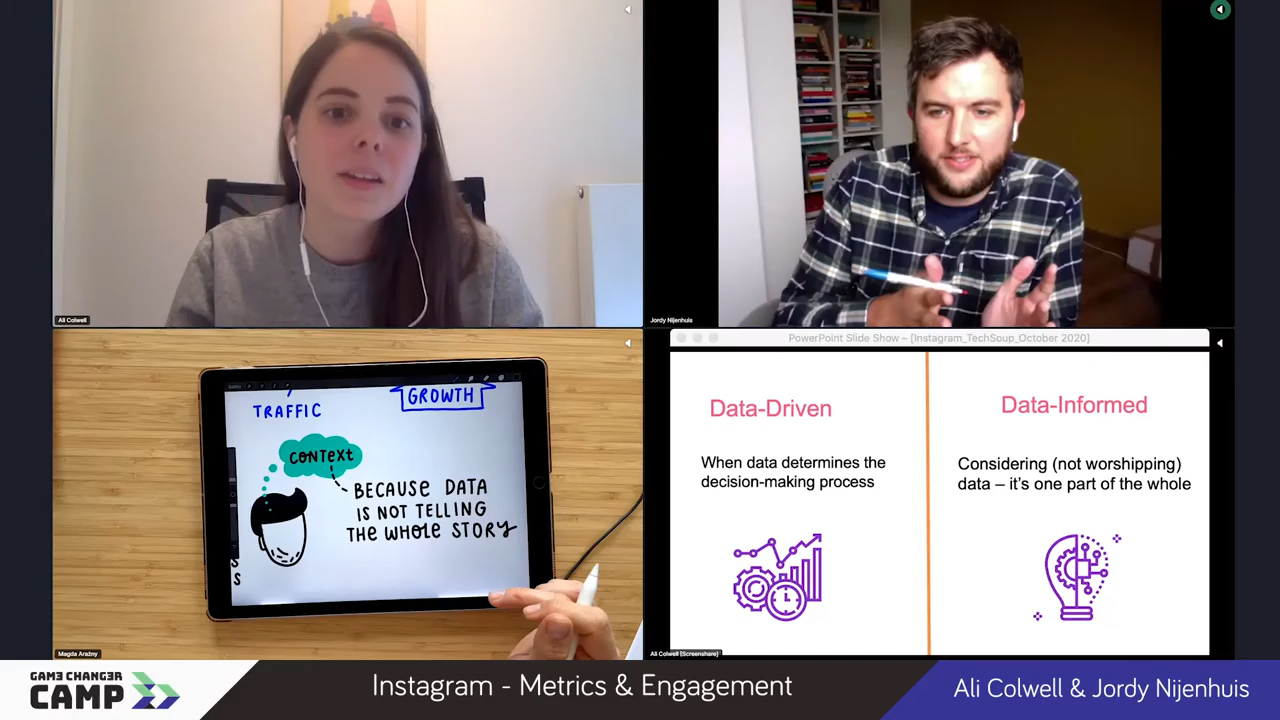 Ali Colwell
Jordy Nijenhuis
TRAFFIC
GROWTH
CONTEXT
BECAUSE DATA
IS NOT TELLING
THE WHOLE STORY
S
S
Magda Arażny
PowerPoint Slide Show – [Instagram_TechSoup_October 2020]
Data-Driven
When data determines the
decision-making process
Data-Informed
Considering (not worshipping)
data – it's one part of the whole
Ali Colwell [Screenshare]
GAME CHANGER
CAMP
Instagram - Metrics & Engagement
Ali Colwell & Jordy Nijenhuis